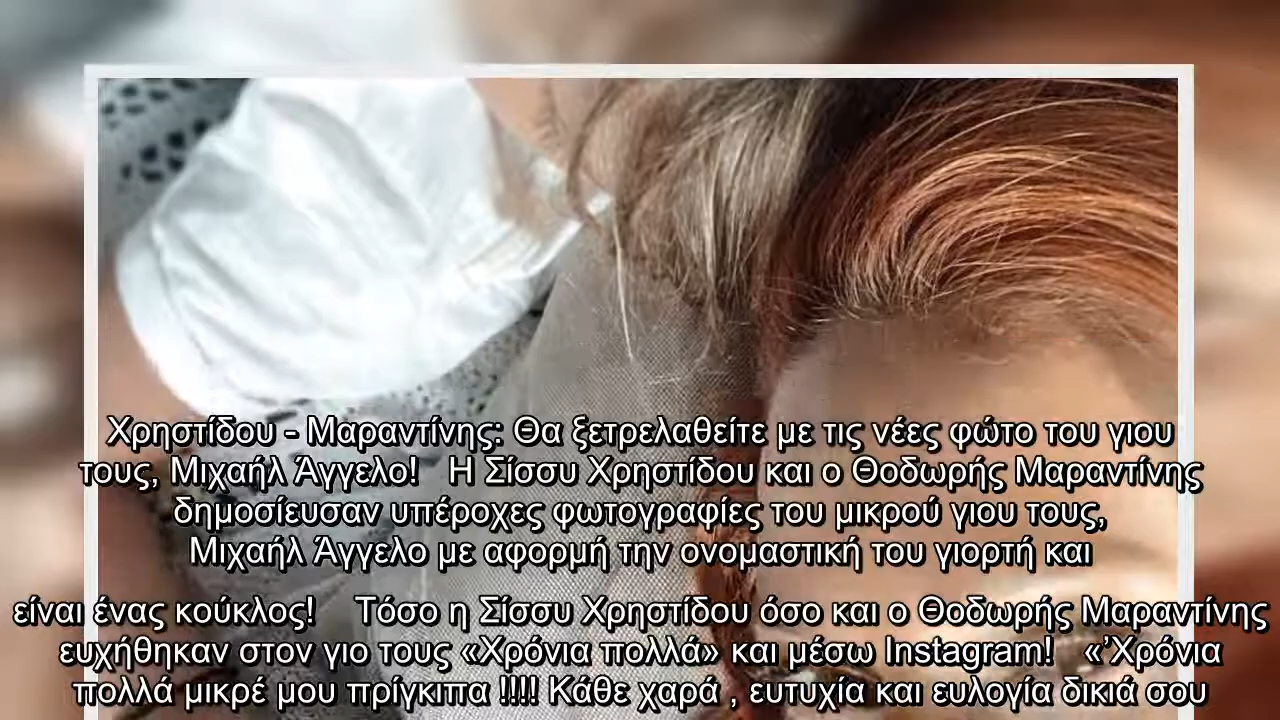 Χρηστίδου - Μαραντίνης: Θα ξετρελαθείτε με τις νέες φώτο του γιου
τους, Μιχαήλ Άγγελο! Η Σίσσυ Χρηστίδου και ο Θοδωρής Μαραντίνης
δημοσίευσαν υπέροχες φωτογραφίες του μικρού γιου τους,
Μιχαήλ Άγγελο με αφορμή την ονομαστική του γιορτή και
είναι ένας κούκλος! Τόσο η Σίσσυ Χρηστίδου όσο και ο Θοδωρής Μαραντίνης
ευχήθηκαν στον γιο τους «Χρόνια πολλά» και μέσω Instagram! «’Χρόνια
πολλά μικρέ μου πρίγκιπα !!!! Κάθε χαρά , ευτυχία και ευλογία δικιά σου